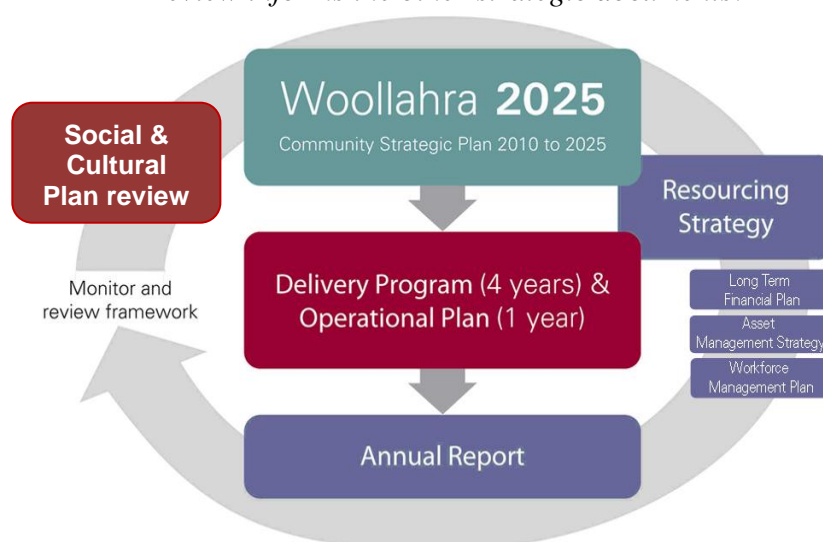 Woollahra 2025
Community Strategic Plan 2010 to 2025
Social &
Cultural
Plan review
Resourcing
Strategy
Delivery Program (4 years) &
Operational Plan (1 year)
Monitor and
review framework
Long Term
Financial Plan
Asset
Management Strategy
Workforce
Management Plan
Annual Report